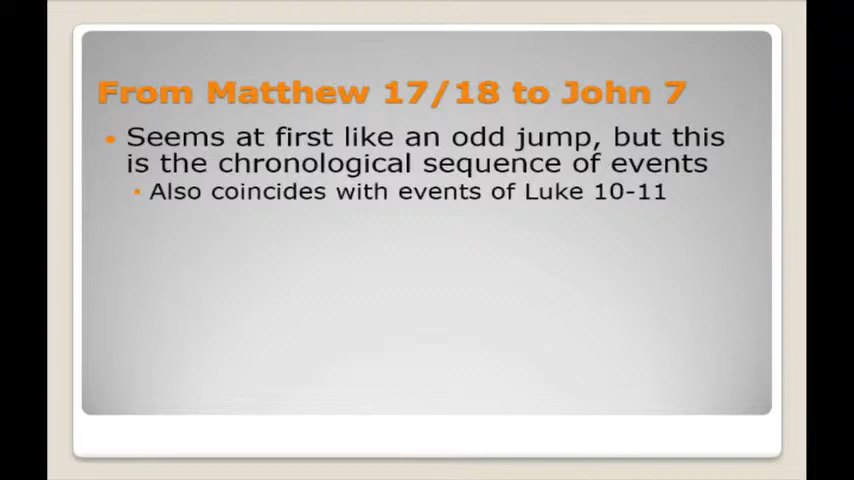 From Matthew 17/18 to John 7
• Seems at first like an odd jump, but this
is the chronological sequence of events
▪ Also coincides with events of Luke 10-11